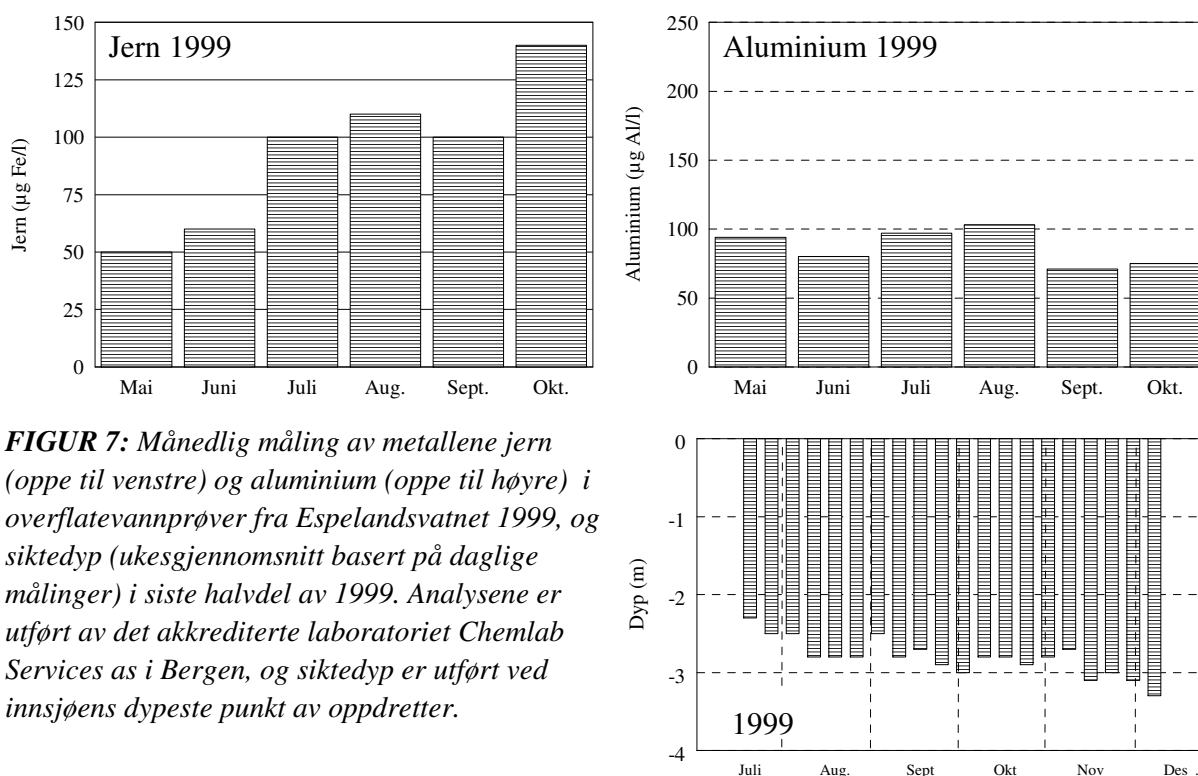 150
125
100
75
50
25
0
Jern (µg Fe/l)
Jern 1999
Mai Juni Juli Aug. Sept. Okt.
250
200
150
100
50
0
Aluminium (µg Al/l)
Aluminium 1999
Mai Juni Juli Aug. Sept. Okt.
FIGUR 7: Månedlig måling av metallene jern
(oppe til venstre) og aluminium (oppe til høyre) i
overflatevannprøver fra Espelandsvatnet 1999, og
siktedyp (ukesgjennomsnitt basert på daglige
målinger) i siste halvdel av 1999. Analysene er
utført av det akkrediterte laboratoriet Chemlab
Services as i Bergen, og siktedyp er utført ved
innsjøens dypeste punkt av oppdretter.
0
-1
-2
-3
-4
Dyp (m)
1999
Juli Aug. Sept Okt Nov Des .